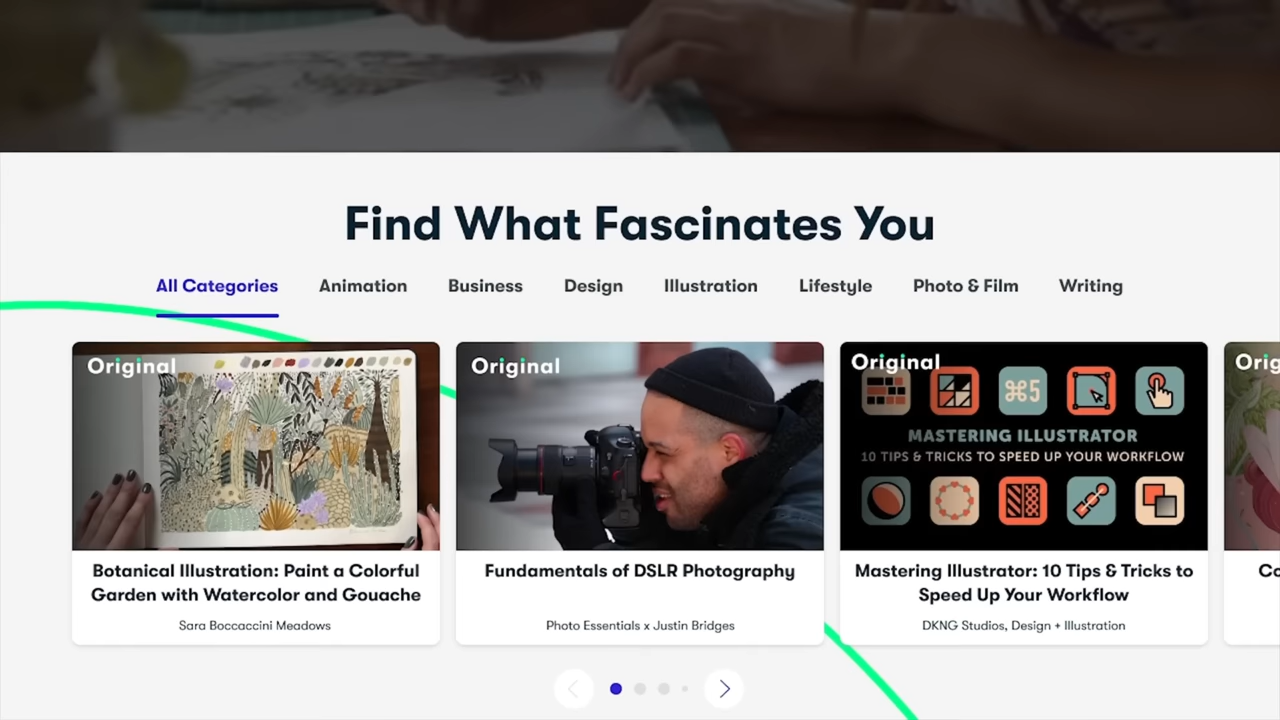 Find What Fascinates You
All Categories Animation Business Design Illustration Lifestyle Photo & Film Writing
Original
Botanical Illustration: Paint a Colorful
Garden with Watercolor and Gouache
Sara Boccaccini Meadows
Original
Fundamentals of DSLR Photography
Photo Essentials x Justin Bridges
Original
⌘5
MASTERING ILLUSTRATOR
10 TIPS & TRICKS TO SPEED UP YOUR WORKFLOW
Mastering Illustrator: 10 Tips & Tricks to
Speed Up Your Workflow
DKNG Studios, Design + Illustration